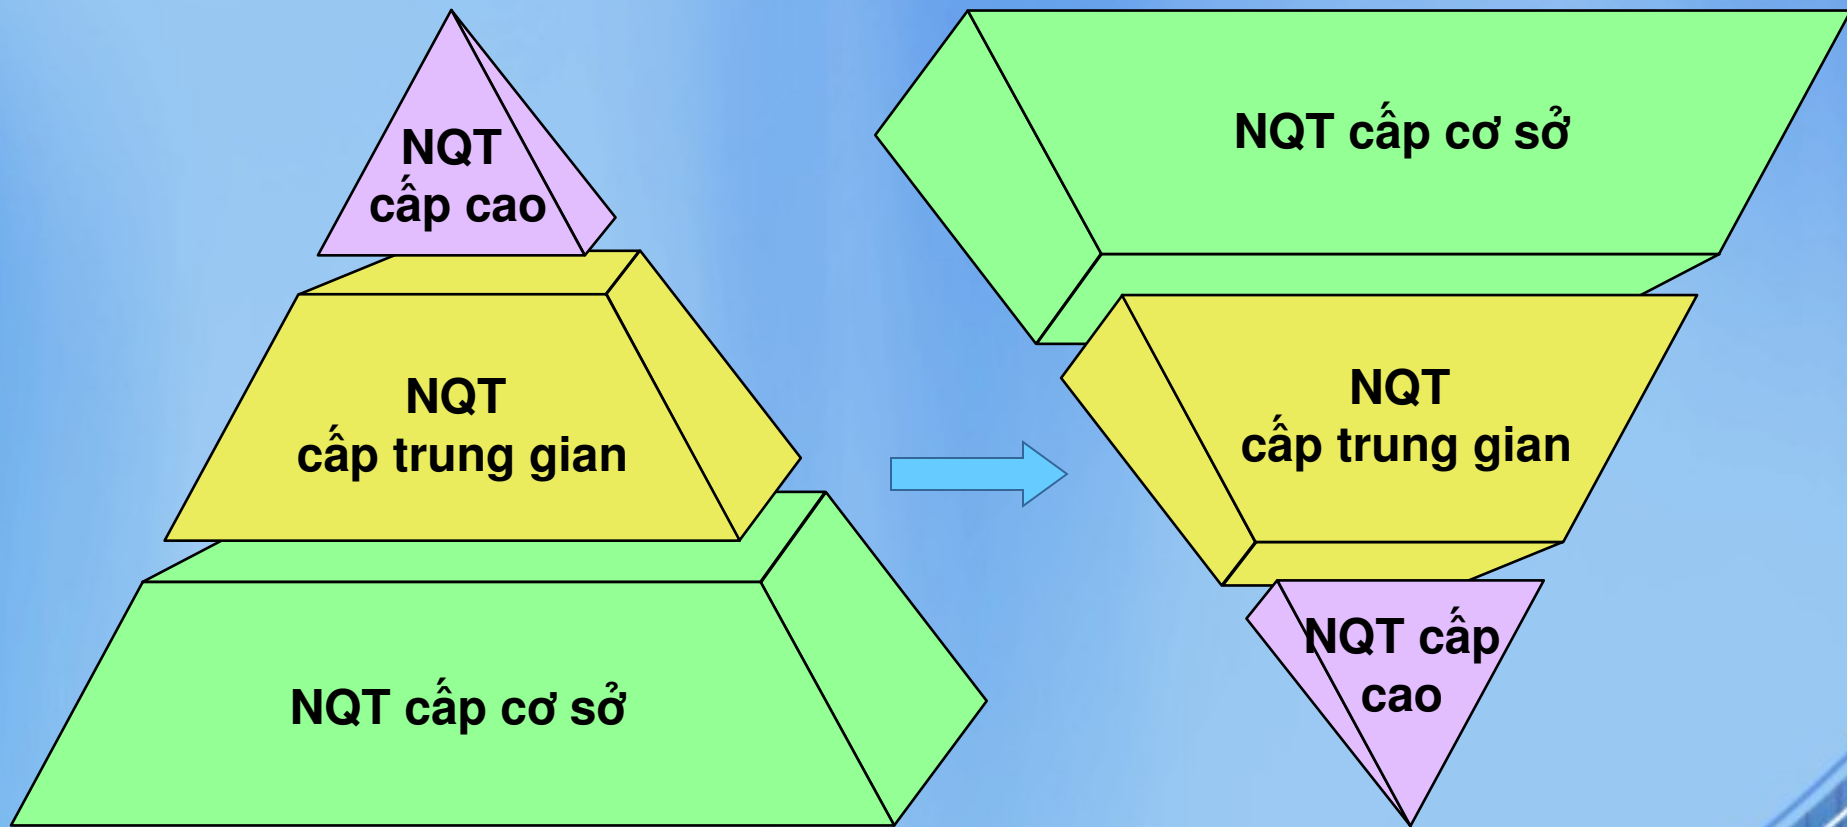 NQT
cấp cao
NQT
cấp trung gian
NQT cấp cơ sở
NQT cấp cơ sở
NQT
cấp trung gian
NQT cấp
cao